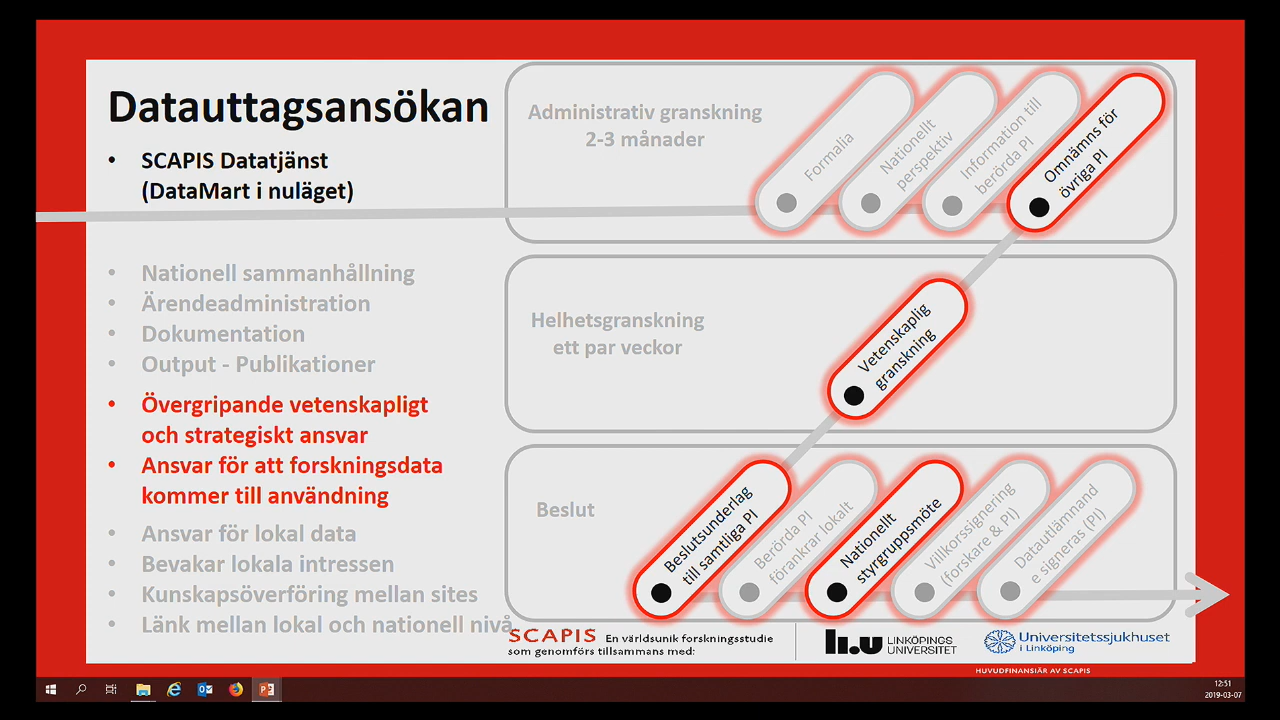 Datauttagsansökan
• SCAPIS Datatjänst
(DataMart i nuläget)
• Nationell sammanhållning
• Ärendeadministration
• Dokumentation
• Output - Publikationer
• Övergripande vetenskapligt
och strategiskt ansvar
• Ansvar för att forskningsdata
kommer till användning
• Ansvar för lokal data
• Bevakar lokala intressen
• Kunskapsöverföring mellan sites
• Länk mellan lokal och nationell nivå
Administrativ granskning
2-3 månader
Formalia
Nationellt
perspektiv
Information till
berörda PI
Omnämns för
övriga PI
Helhetsgranskning
ett par veckor
Vetenskaplig
granskning
Beslut
Beslutsunderlag
till samtliga PI
Berörda PI
förankrar lokalt
Nationellt
styrgruppsmöte
Villkorssignering
(forskare & PI)
Datautlämnand
e signeras (PI)
SCAPIS En världsunik forskningsstudie
som genomförs tillsammans med:
LiU LINKÖPINGS
UNIVERSITET
Universitetssjukhuset
i Linköping
HUVUDFINANSIÄR AV SCAPIS
12:51
2019-03-07